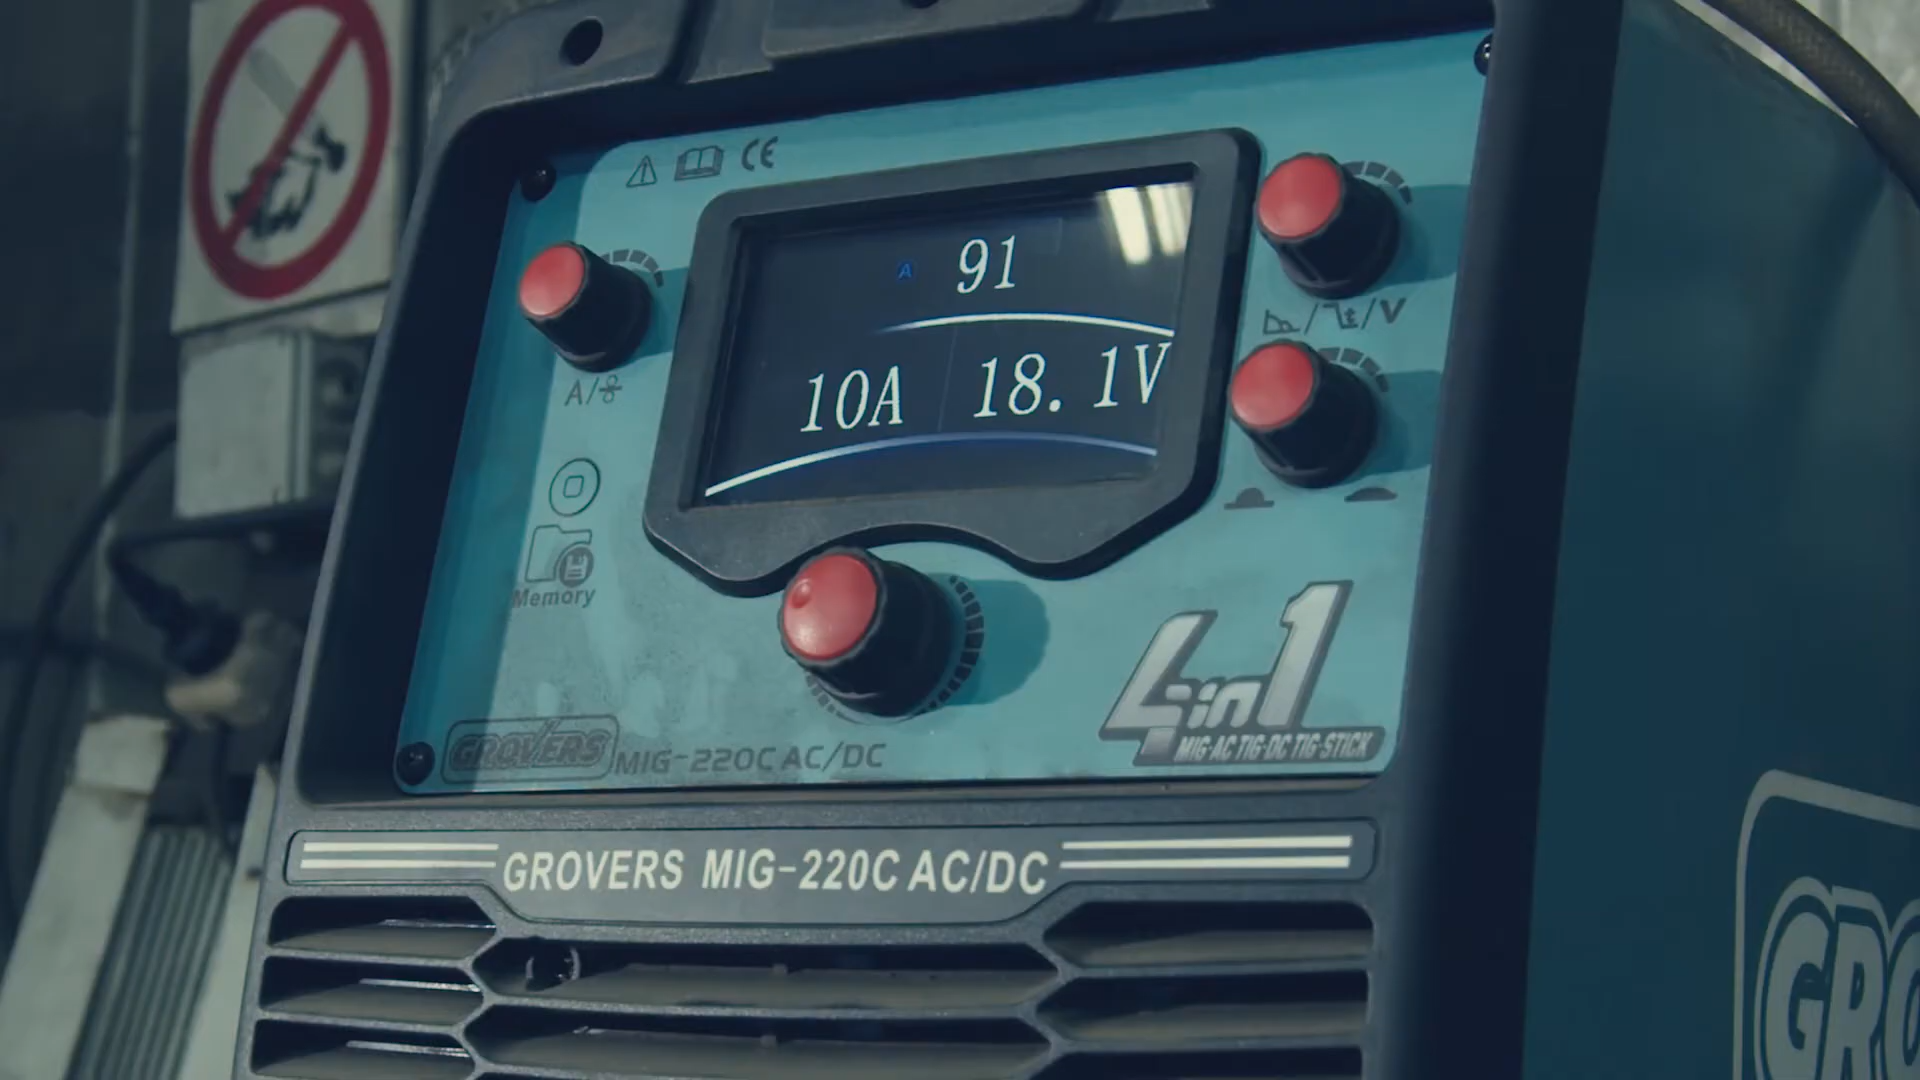 CE
A 91
10A 18.1V
A/
/ /V
Memory
4in1
MIG·AC TIG·DC TIG·STICK
GROVERS MIG-220C AC/DC
GROVERS MIG-220C AC/DC
GRO